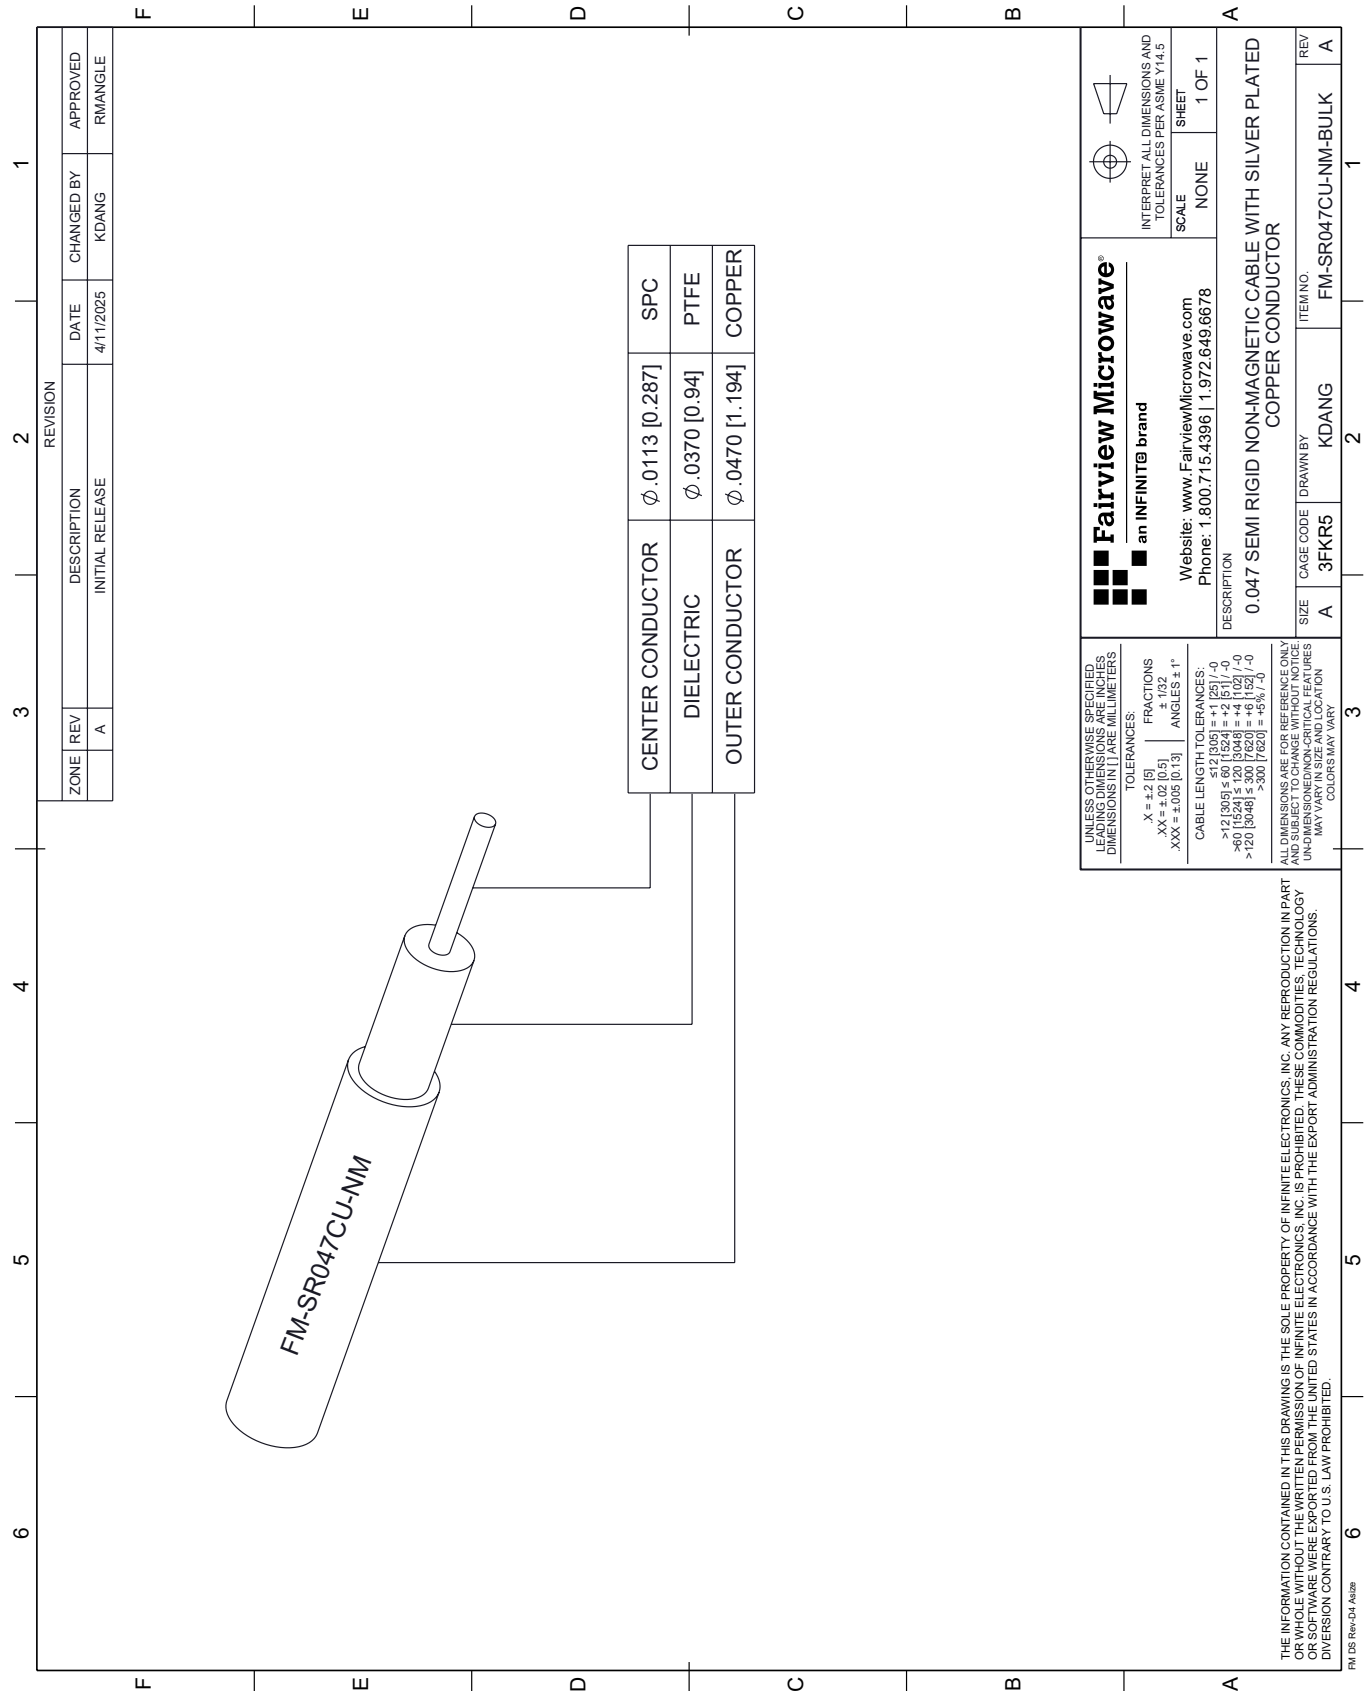 6 5 4 3 2 1
F E D C B A
REVISION
ZONE REV DESCRIPTION DATE CHANGED BY APPROVED
A INITIAL RELEASE 4/11/2025 KDANG RMANGLE
FM-SR047CU-NM
CENTER CONDUCTOR ⌀.0113 [0.287] SPC
DIELECTRIC ⌀.0370 [0.94] PTFE
OUTER CONDUCTOR ⌀.0470 [1.194] COPPER
THE INFORMATION CONTAINED IN THIS DRAWING IS THE SOLE PROPERTY OF INFINITE ELECTRONICS, INC. ANY REPRODUCTION IN PART
OR WHOLE WITHOUT THE WRITTEN PERMISSION OF INFINITE ELECTRONICS, INC. IS PROHIBITED. THESE COMMODITIES, TECHNOLOGY
OR SOFTWARE WERE EXPORTED FROM THE UNITED STATES IN ACCORDANCE WITH THE EXPORT ADMINISTRATION REGULATIONS.
DIVERSION CONTRARY TO U.S. LAW PROHIBITED.
UNLESS OTHERWISE SPECIFIED
LEADING DIMENSIONS ARE INCHES
DIMENSIONS IN [ ] ARE MILLIMETERS
TOLERANCES:
.X = ±.2 [5] FRACTIONS
.XX = ±.02 [0.5] ± 1/32
.XXX = ±.005 [0.13] ANGLES ± 1°
CABLE LENGTH TOLERANCES:
≤12 [305] = +1 [25] / -0
>12 [305] ≤ 60 [1524] = +2 [51] / -0
>60 [1524] ≤ 120 [3048] = +4 [102] / -0
>120 [3048] ≤ 300 [7620] = +6 [152] / -0
>300 [7620] = +5% / -0
ALL DIMENSIONS ARE FOR REFERENCE ONLY
AND SUBJECT TO CHANGE WITHOUT NOTICE.
UN-DIMENSIONED/NON-CRITICAL FEATURES
MAY VARY IN SIZE AND LOCATION
COLORS MAY VARY
Fairview Microwave®
an INFINIT℮ brand
Website: www.FairviewMicrowave.com
Phone: 1.800.715.4396 | 1.972.649.6678
INTERPRET ALL DIMENSIONS AND
TOLERANCES PER ASME Y14.5
SCALE SHEET
NONE 1 OF 1
DESCRIPTION
0.047 SEMI RIGID NON-MAGNETIC CABLE WITH SILVER PLATED
COPPER CONDUCTOR
SIZE CAGE CODE DRAWN BY ITEM NO. REV
A 3FKR5 KDANG FM-SR047CU-NM-BULK A
F E D C B A
6 5 4 3 2 1
FM DS Rev-D4 Asize